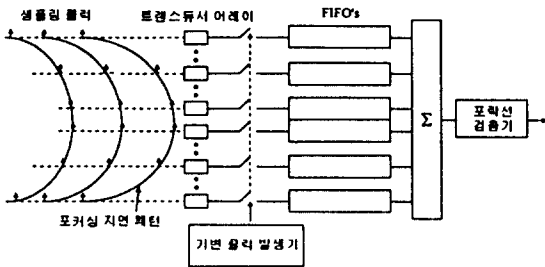 샘플링 클럭
트랜스듀서 어레이
FIFO's
Σ
포락선
검출기
포커싱 지연 패턴
가변 클럭 발생기